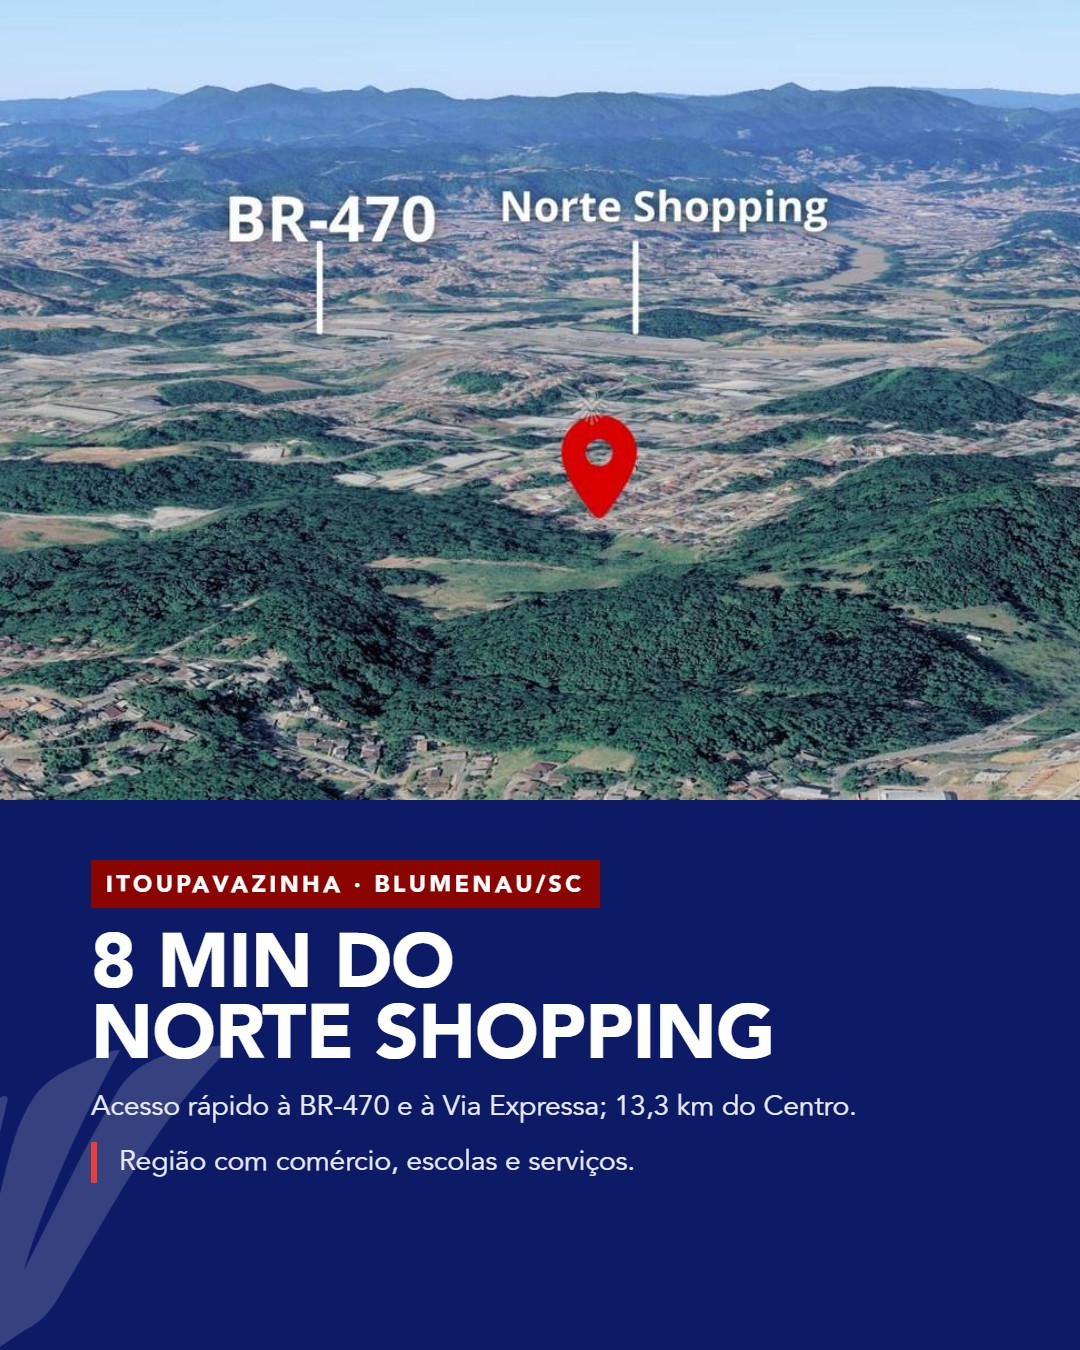 BR-470
Norte Shopping
ITOUPAVAZINHA · BLUMENAU/SC
8 MIN DO
NORTE SHOPPING
Acesso rápido à BR-470 e à Via Expressa; 13,3 km do Centro.
Região com comércio, escolas e serviços.